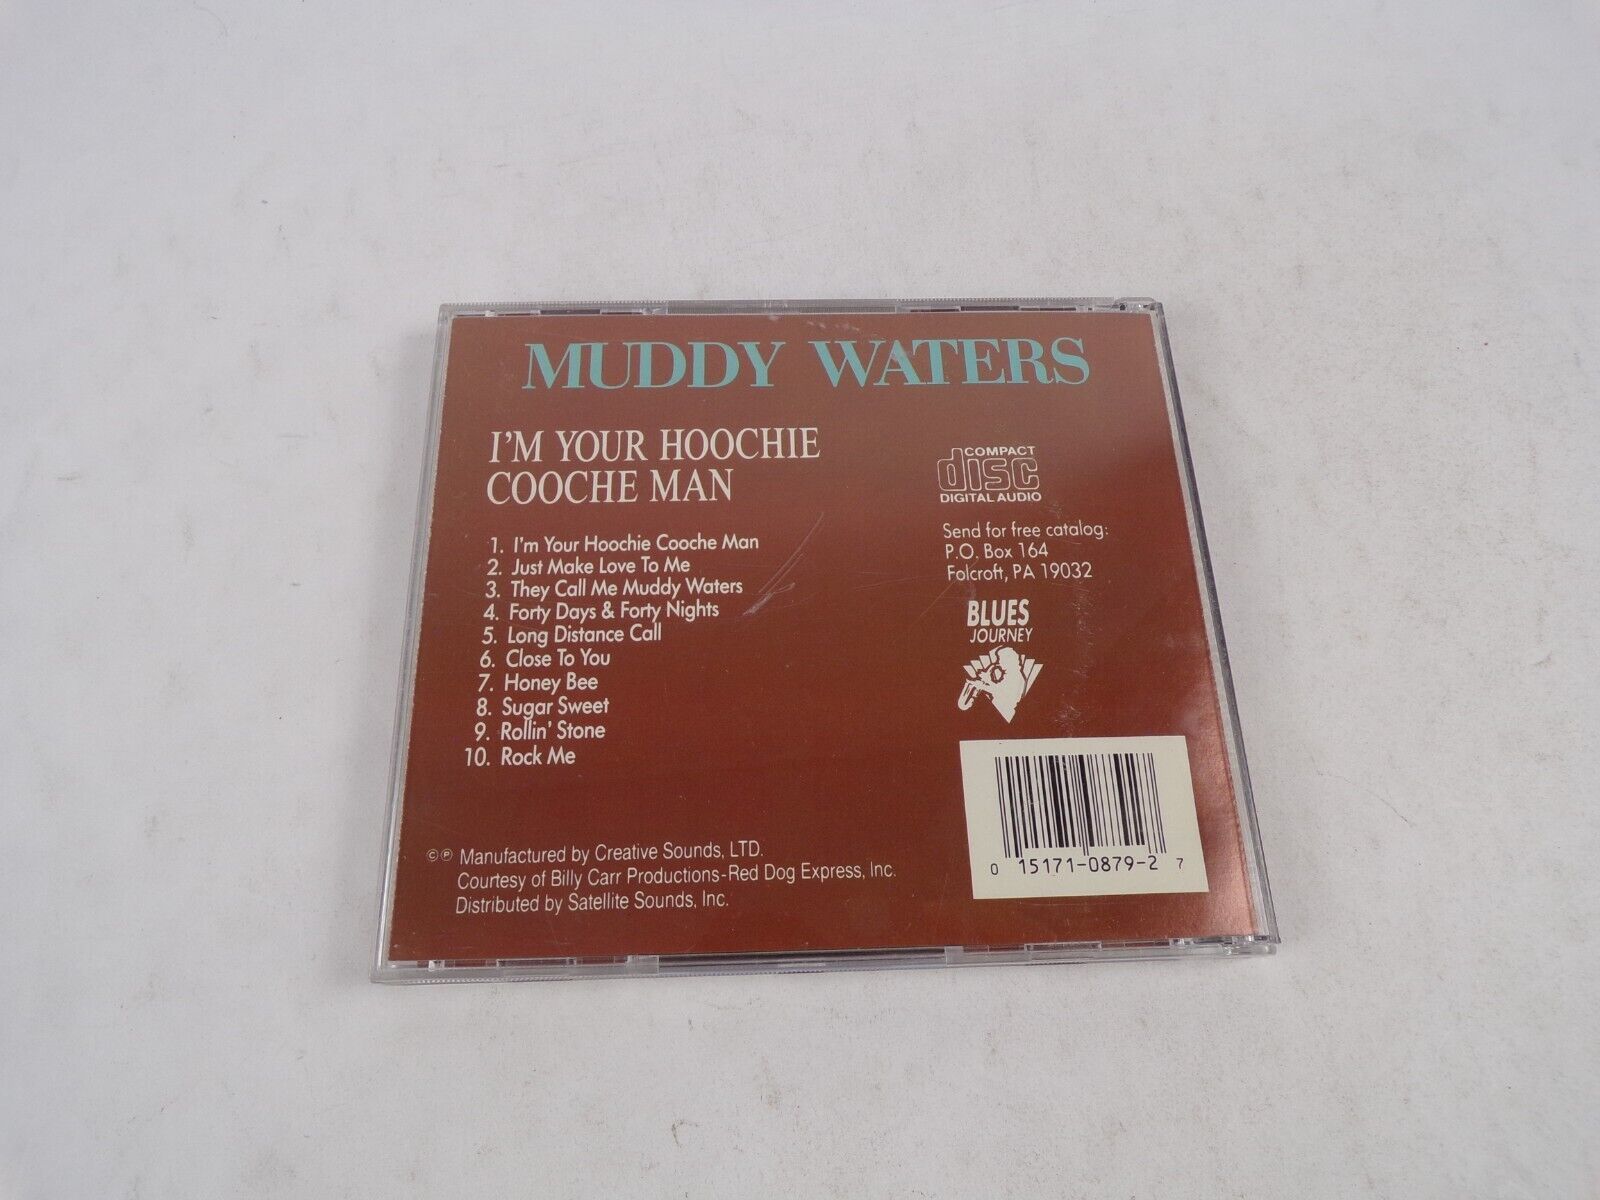 MUDDY WATERS
I'M YOUR HOOCHIE
COOCHE MAN
1. I'm Your Hoochie Cooche Man
2. Just Make Love To Me
3. They Call Me Muddy Waters
4. Forty Days & Forty Nights
5. Long Distance Call
6. Close To You
7. Honey Bee
8. Sugar Sweet
9. Rollin' Stone
10. Rock Me
COMPACT
disc
DIGITAL AUDIO
Send for free catalog:
P.O. Box 164
Folcroft, PA 19032
BLUES
JOURNEY
© ℗ Manufactured by Creative Sounds, LTD.
Courtesy of Billy Carr Productions-Red Dog Express, Inc.
Distributed by Satellite Sounds, Inc.
0 15171-0879-2 7